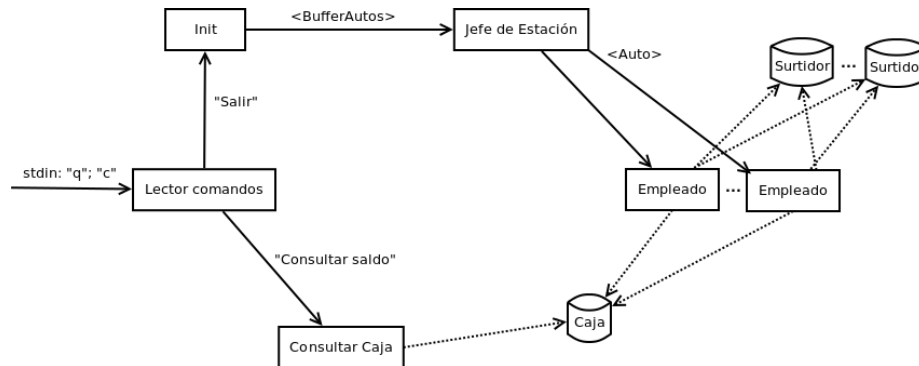 <BufferAutos>
Init
Jefe de Estación
<Auto>
Surtidor
...
Surtido
"Salir"
stdin: "q"; "c"
Lector comandos
Empleado
...
Empleado
"Consultar saldo"
Caja
Consultar Caja